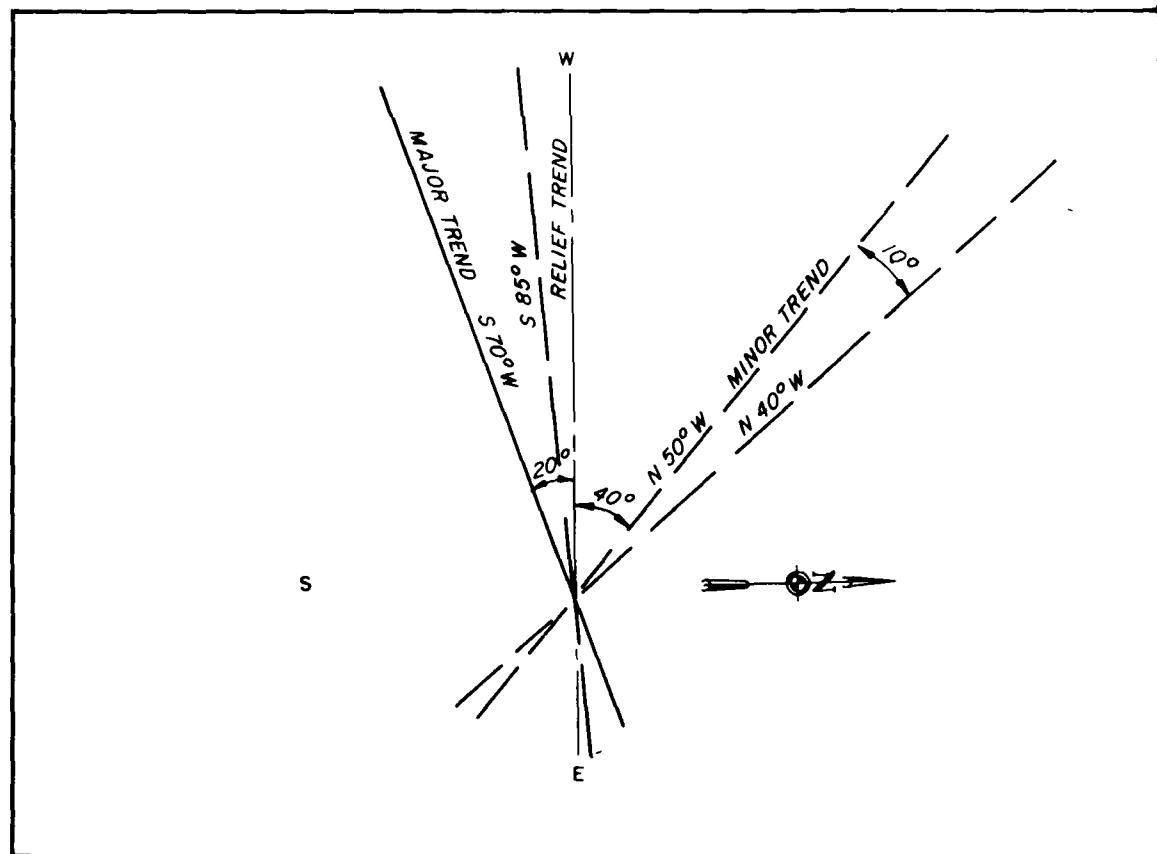 W
MAJOR TREND S 70° W
S 85° W
RELIEF TREND
20°
40°
N 50° W MINOR TREND
N 40° W
10°
S
N
E